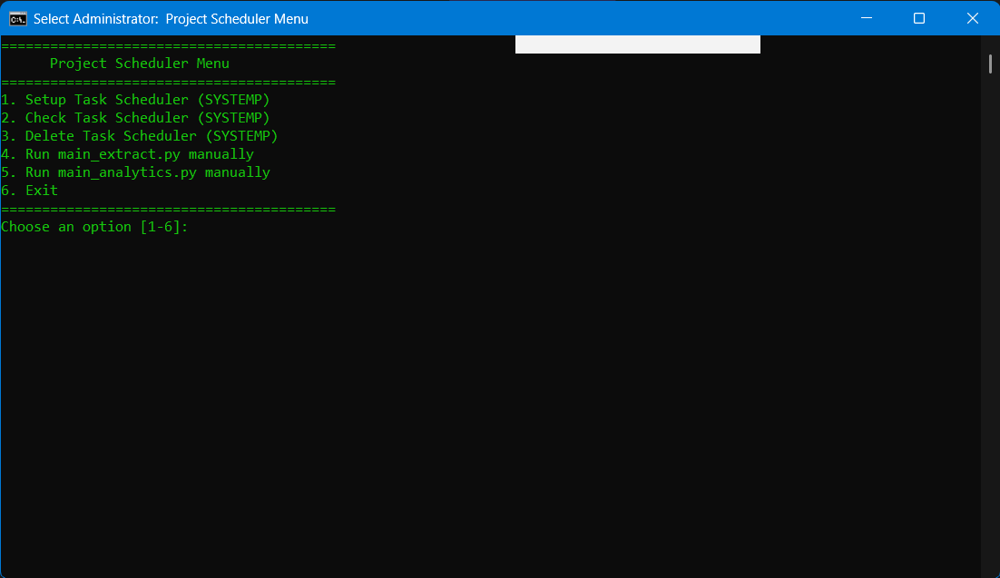 Select Administrator:  Project Scheduler Menu
=========================================
      Project Scheduler Menu
=========================================
1. Setup Task Scheduler (SYSTEMP)
2. Check Task Scheduler (SYSTEMP)
3. Delete Task Scheduler (SYSTEMP)
4. Run main_extract.py manually
5. Run main_analytics.py manually
6. Exit
=========================================
Choose an option [1-6]: